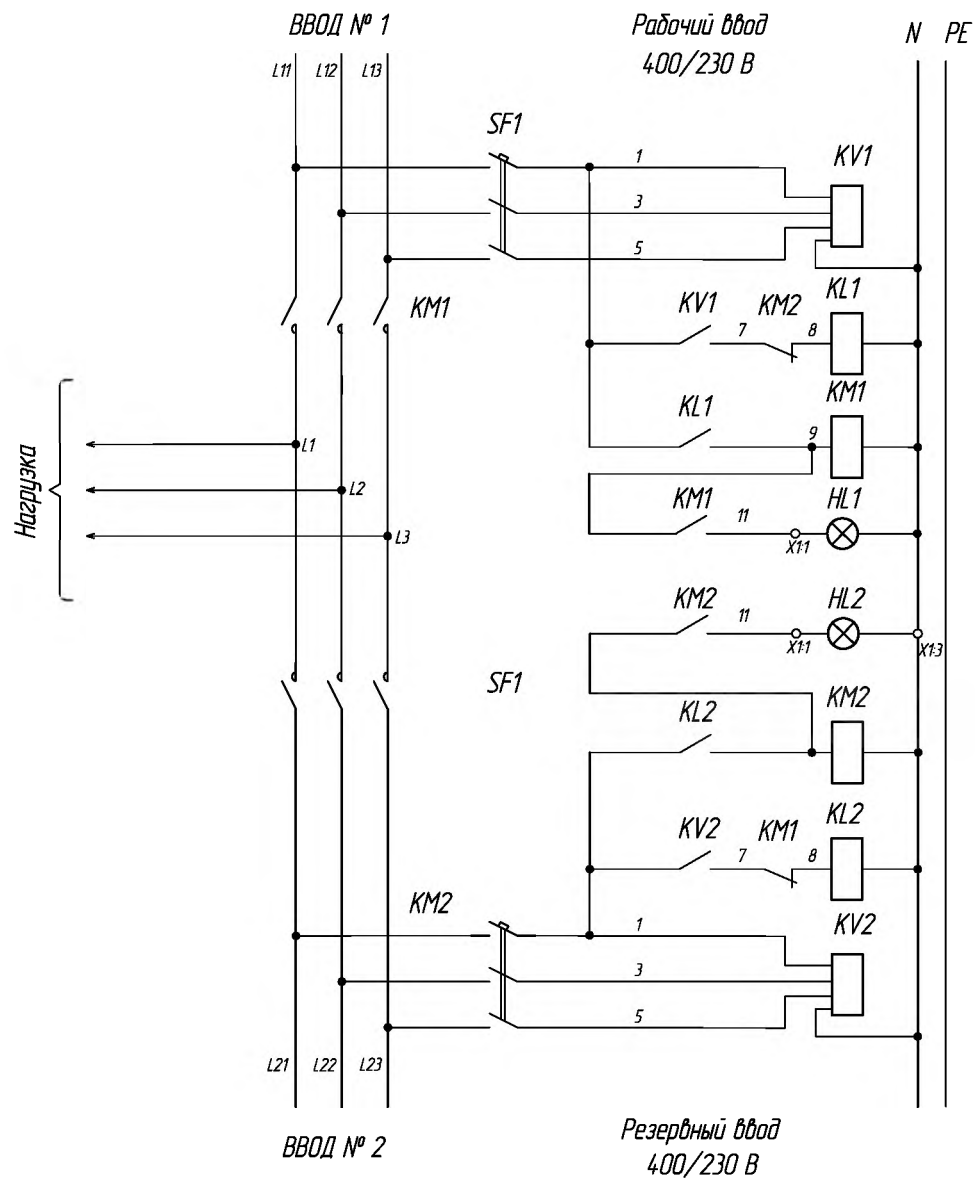 ВВОД № 1
Рабочий ввод
400/230 В
N
PE
L11
L12
L13
SF1
1
KV1
3
5
KM1
KV1
7
KM2
8
KL1
KL1
9
KM1
L1
L2
L3
Нагрузка
KM1
11
X1:1
HL1
KM2
11
X1:1
HL2
X1:3
SF1
KL2
KM2
KV2
7
KM1
8
KL2
KM2
1
KV2
3
5
L21
L22
L23
ВВОД № 2
Резервный ввод
400/230 В